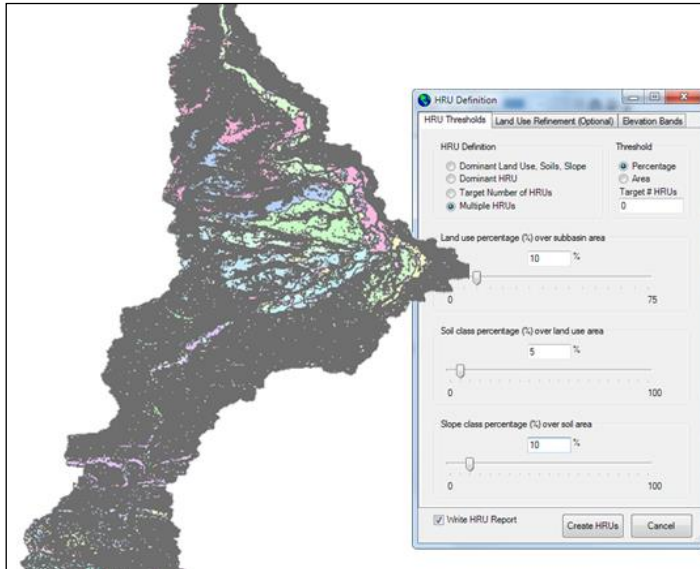 HRU Definition
HRU Thresholds Land Use Refinement (Optional) Elevation Bands
HRU Definition
Dominant Land Use, Soils, Slope
Dominant HRU
Target Number of HRUs
Multiple HRUs
Threshold
Percentage
Area
Target # HRUs
0
Land use percentage (%) over subbasin area
10 %
0 75
Soil class percentage (%) over land use area
5 %
0 100
Slope class percentage (%) over soil area
10 %
0 100
Write HRU Report
Create HRUs Cancel